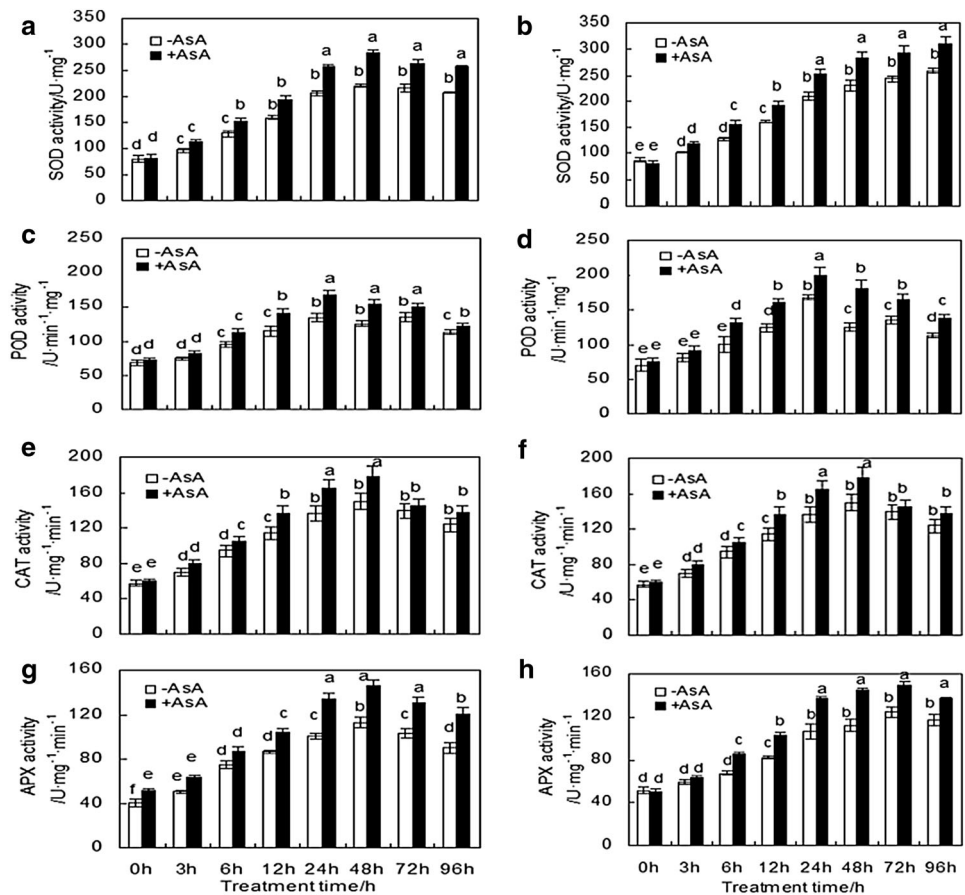 a
350
300
250
200
150
100
50
0
SOD activity/U·mg⁻¹
-AsA
+AsA
d d c c b c b b b a b a b a b a
b
350
300
250
200
150
100
50
0
SOD activity/U·mg⁻¹
-AsA
+AsA
e e d d d c b b b a b a b a b a
c
250
200
150
100
50
0
POD activity
/U·min⁻¹·mg⁻¹
-AsA
+AsA
d d d d c c c b b a b a b a c b
d
250
200
150
100
50
0
POD activity
/U·min⁻¹·mg⁻¹
-AsA
+AsA
e e e e e d d b b a c b c b d c
e
200
160
120
80
40
0
CAT activity
/U·mg⁻¹·min⁻¹
-AsA
+AsA
e e d d d d c b b a b a b b b b
f
200
160
120
80
40
0
CAT activity
/U·mg⁻¹·min⁻¹
-AsA
+AsA
e e d d d c c b b a b a b b b b
g
160
120
80
40
0
APX activity
/U·mg⁻¹·min⁻¹
-AsA
+AsA
f e e e d d d c c a b a c a c b
0h 3h 6h 12h 24h 48h 72h 96h
Treatment time/h
h
160
120
80
40
0
APX activity
/U·mg⁻¹·min⁻¹
-AsA
+AsA
d d d d d c d b b a b a b a b a
0h 3h 6h 12h 24h 48h 72h 96h
Treatment time/h